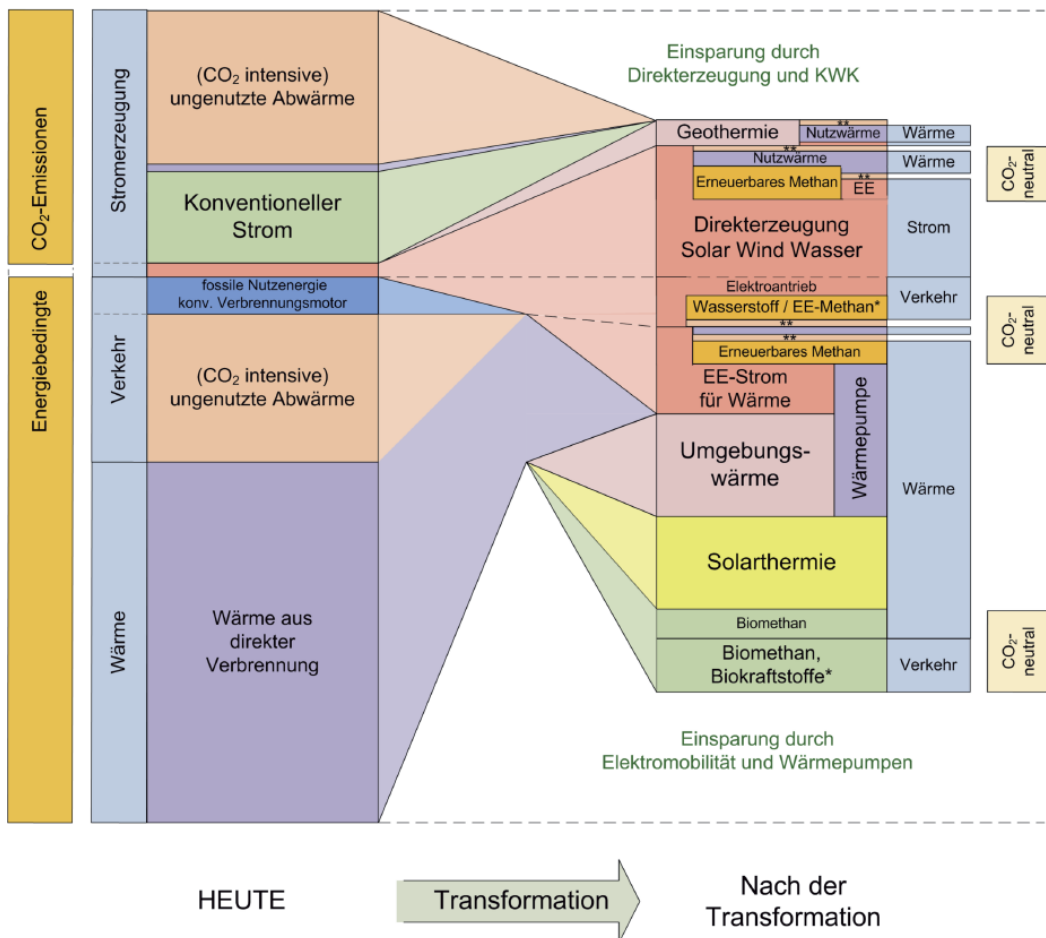 Energiebedingte
CO₂-Emissionen
Stromerzeugung
Verkehr
Wärme
(CO₂ intensive)
ungenutzte Abwärme
Konventioneller
Strom
fossile Nutzenergie
konv. Verbrennungsmotor
(CO₂ intensive)
ungenutzte Abwärme
Wärme aus
direkter
Verbrennung
Einsparung durch
Direkterzeugung und KWK
Geothermie
**
Nutzwärme
Wärme
**
Nutzwärme
Wärme
Erneuerbares Methan
**
EE
Direkterzeugung
Solar Wind Wasser
Strom
CO₂-
neutral
Elektroantrieb
Wasserstoff / EE-Methan*
Verkehr
**
**
Erneuerbares Methan
CO₂-
neutral
EE-Strom
für Wärme
Umgebungs-
wärme
Wärmepumpe
Wärme
Solarthermie
Biomethan
Biomethan,
Biokraftstoffe*
Verkehr
CO₂-
neutral
Einsparung durch
Elektromobilität und Wärmepumpen
HEUTE
Transformation
Nach der
Transformation